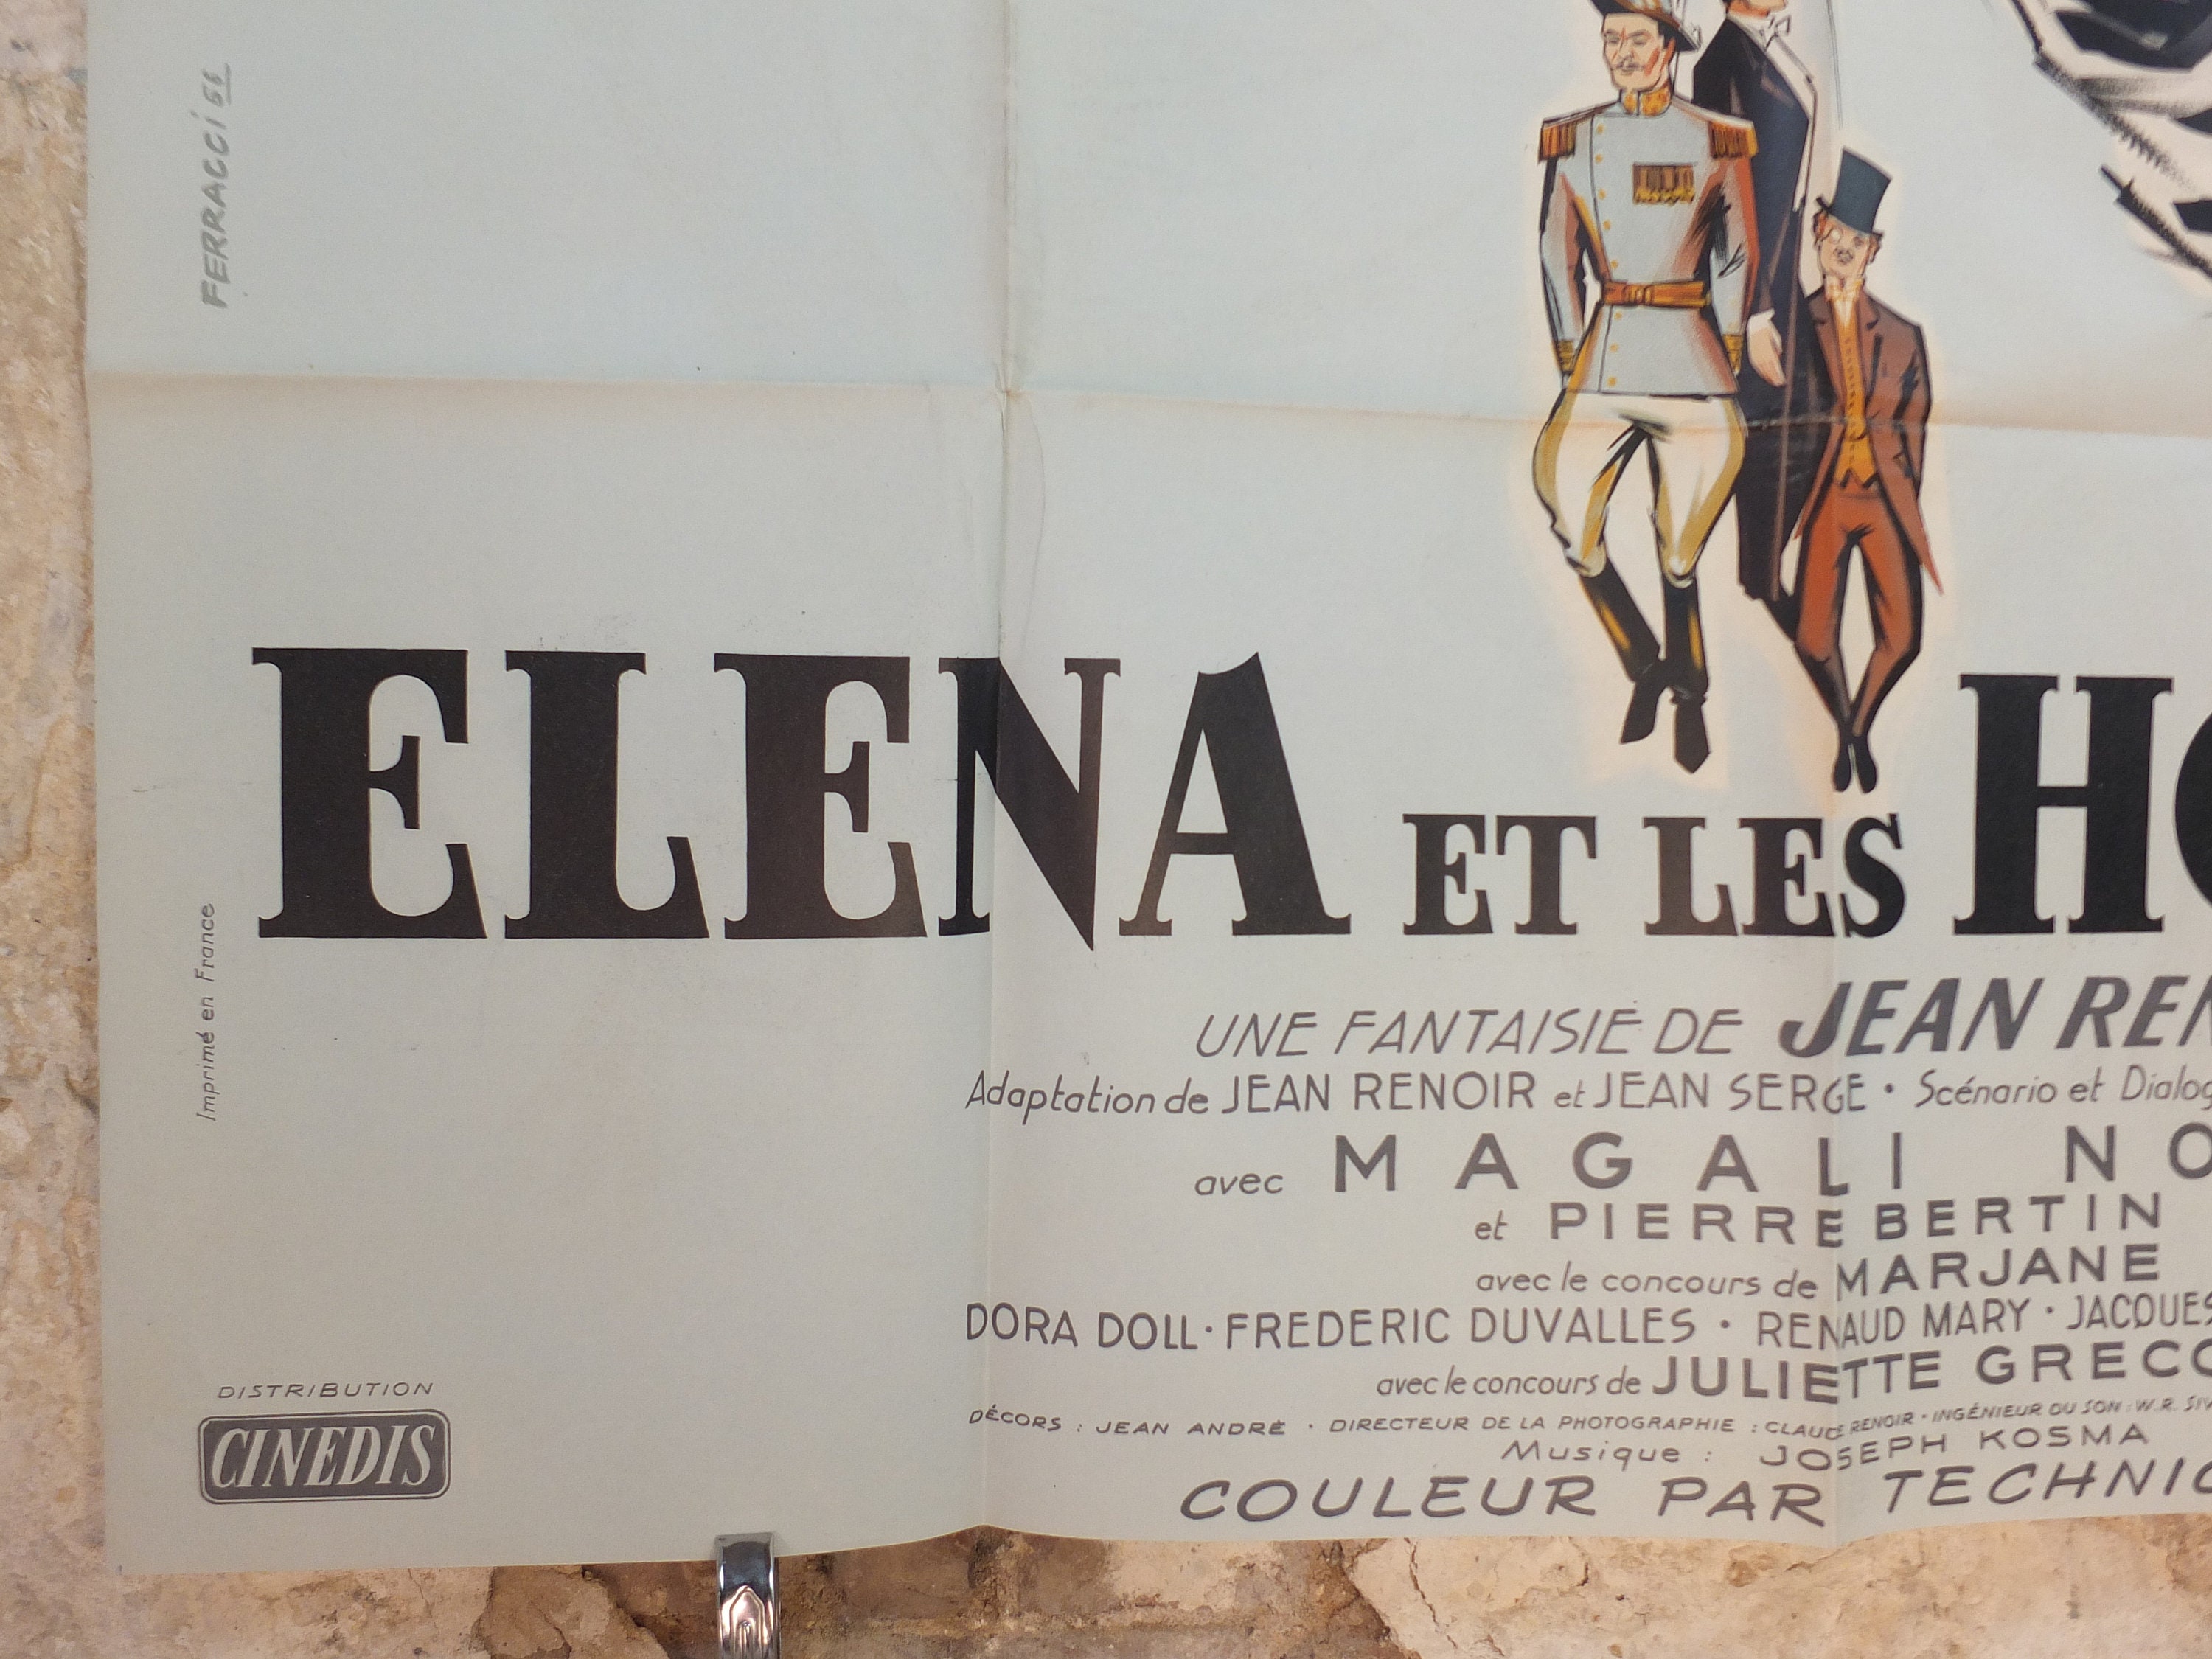 FERRACCI 56
ELENA ET LES HO
Imprimé en France
UNE FANTAISIE DE JEAN REN
Adaptation de JEAN RENOIR et JEAN SERGE • Scénario et Dialog
avec MAGALI NO
et PIERRE BERTIN
avec le concours de MARJANE
DORA DOLL • FREDERIC DUVALLES • RENAUD MARY • JACQUES
avec le concours de JULIETTE GRECO
DISTRIBUTION
CINEDIS
DÉCORS : JEAN ANDRÉ • DIRECTEUR DE LA PHOTOGRAPHIE : CLAUDE RENOIR • INGÉNIEUR DU SON : W.R. SIV
Musique : JOSEPH KOSMA
COULEUR PAR TECHNIC